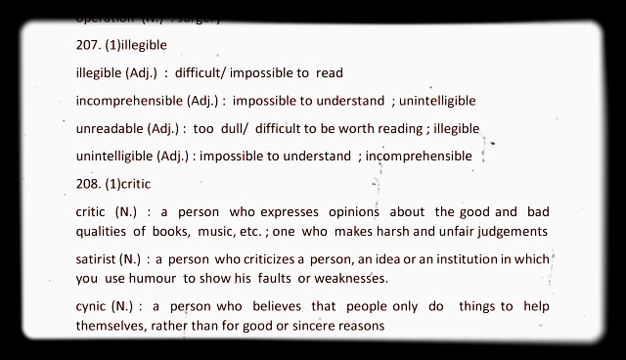 operation (N.) : surgery
207. (1)illegible
illegible (Adj.) : difficult/ impossible to read
incomprehensible (Adj.) : impossible to understand ; unintelligible
unreadable (Adj.) : too dull/ difficult to be worth reading ; illegible
unintelligible (Adj.) : impossible to understand ; incomprehensible
208. (1)critic
critic (N.) : a person who expresses opinions about the good and bad
qualities of books, music, etc. ; one who makes harsh and unfair judgements
satirist (N.) : a person who criticizes a person, an idea or an institution in which
you use humour to show his faults or weaknesses.
cynic (N.) : a person who believes that people only do things to help
themselves, rather than for good or sincere reasons